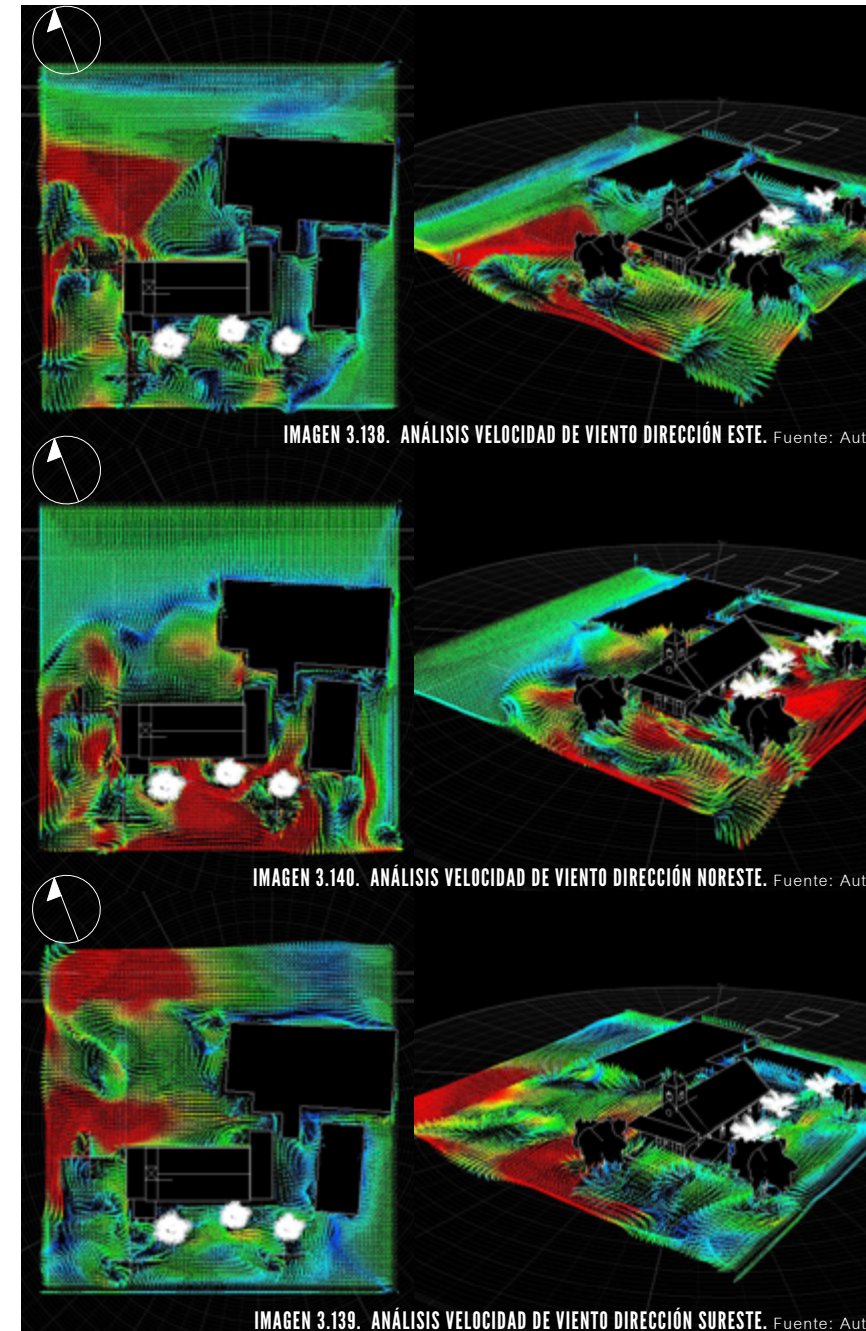 IMAGEN 3.138. ANÁLISIS VELOCIDAD DE VIENTO DIRECCIÓN ESTE. Fuente: Aut
IMAGEN 3.140. ANÁLISIS VELOCIDAD DE VIENTO DIRECCIÓN NORESTE. Fuente: Aut
IMAGEN 3.139. ANÁLISIS VELOCIDAD DE VIENTO DIRECCIÓN SURESTE. Fuente: Aut